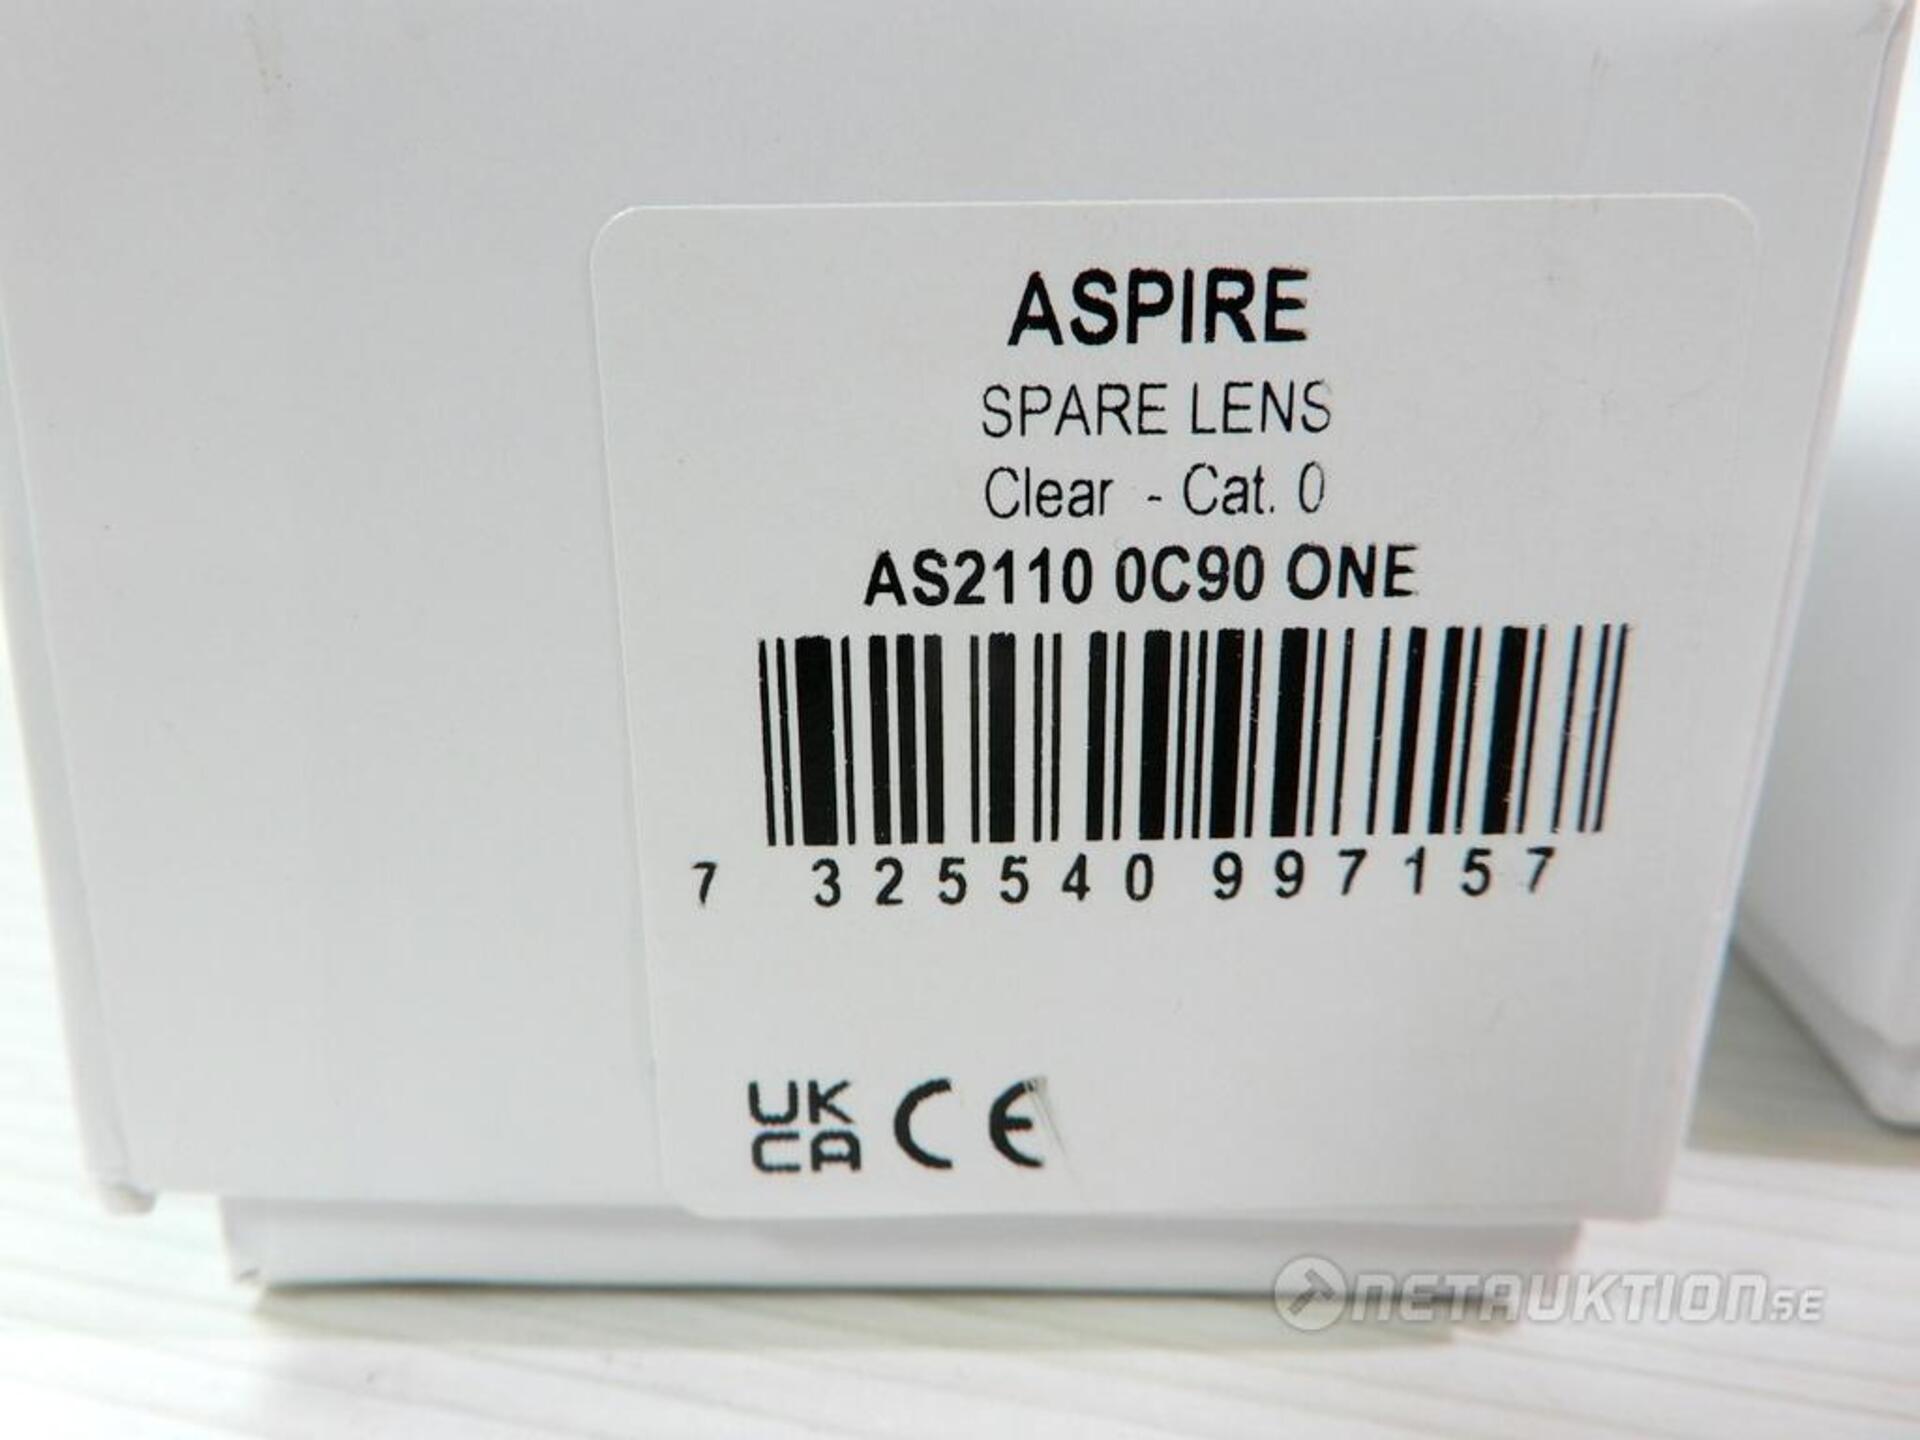 ASPIRE
SPARE LENS
Clear - Cat. 0
AS2110 0C90 ONE
7 325540 997157
UK
CA CE
NETAUKTION.SE